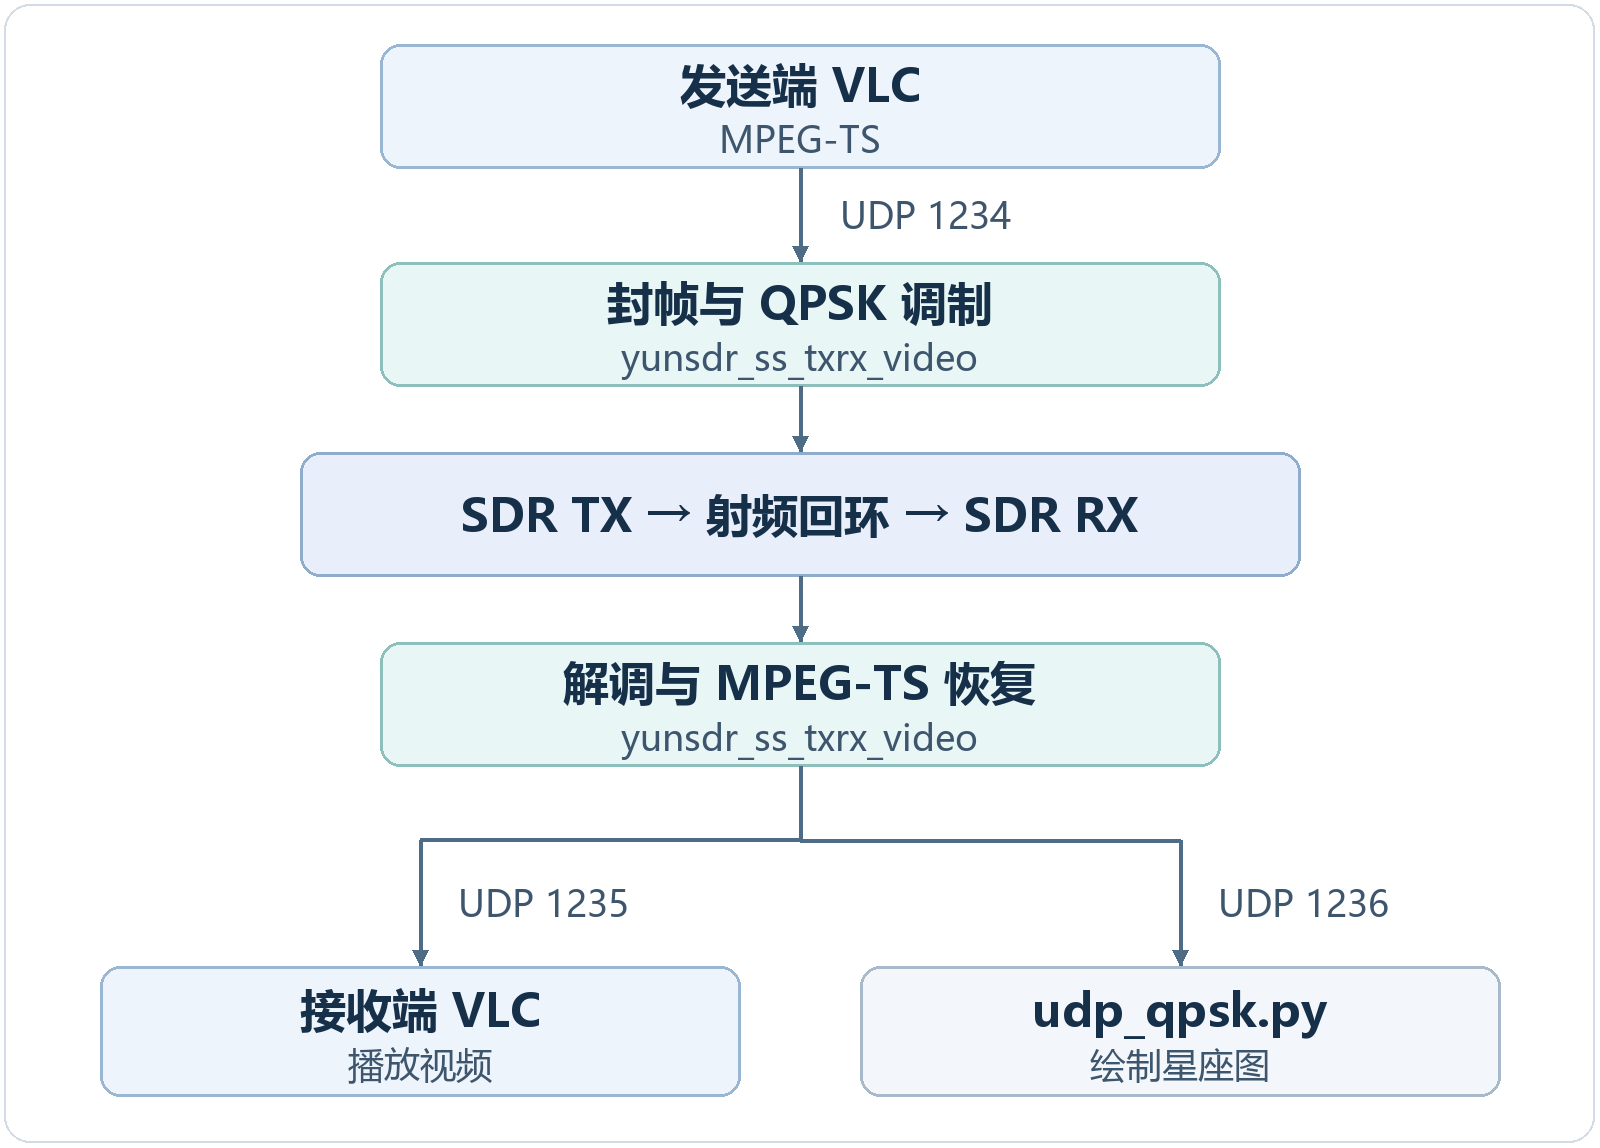 发送端 VLC
MPEG-TS
UDP 1234
封帧与 QPSK 调制
yunsdr_ss_txrx_video
SDR TX → 射频回环 → SDR RX
解调与 MPEG-TS 恢复
yunsdr_ss_txrx_video
UDP 1235
UDP 1236
接收端 VLC
播放视频
udp_qpsk.py
绘制星座图